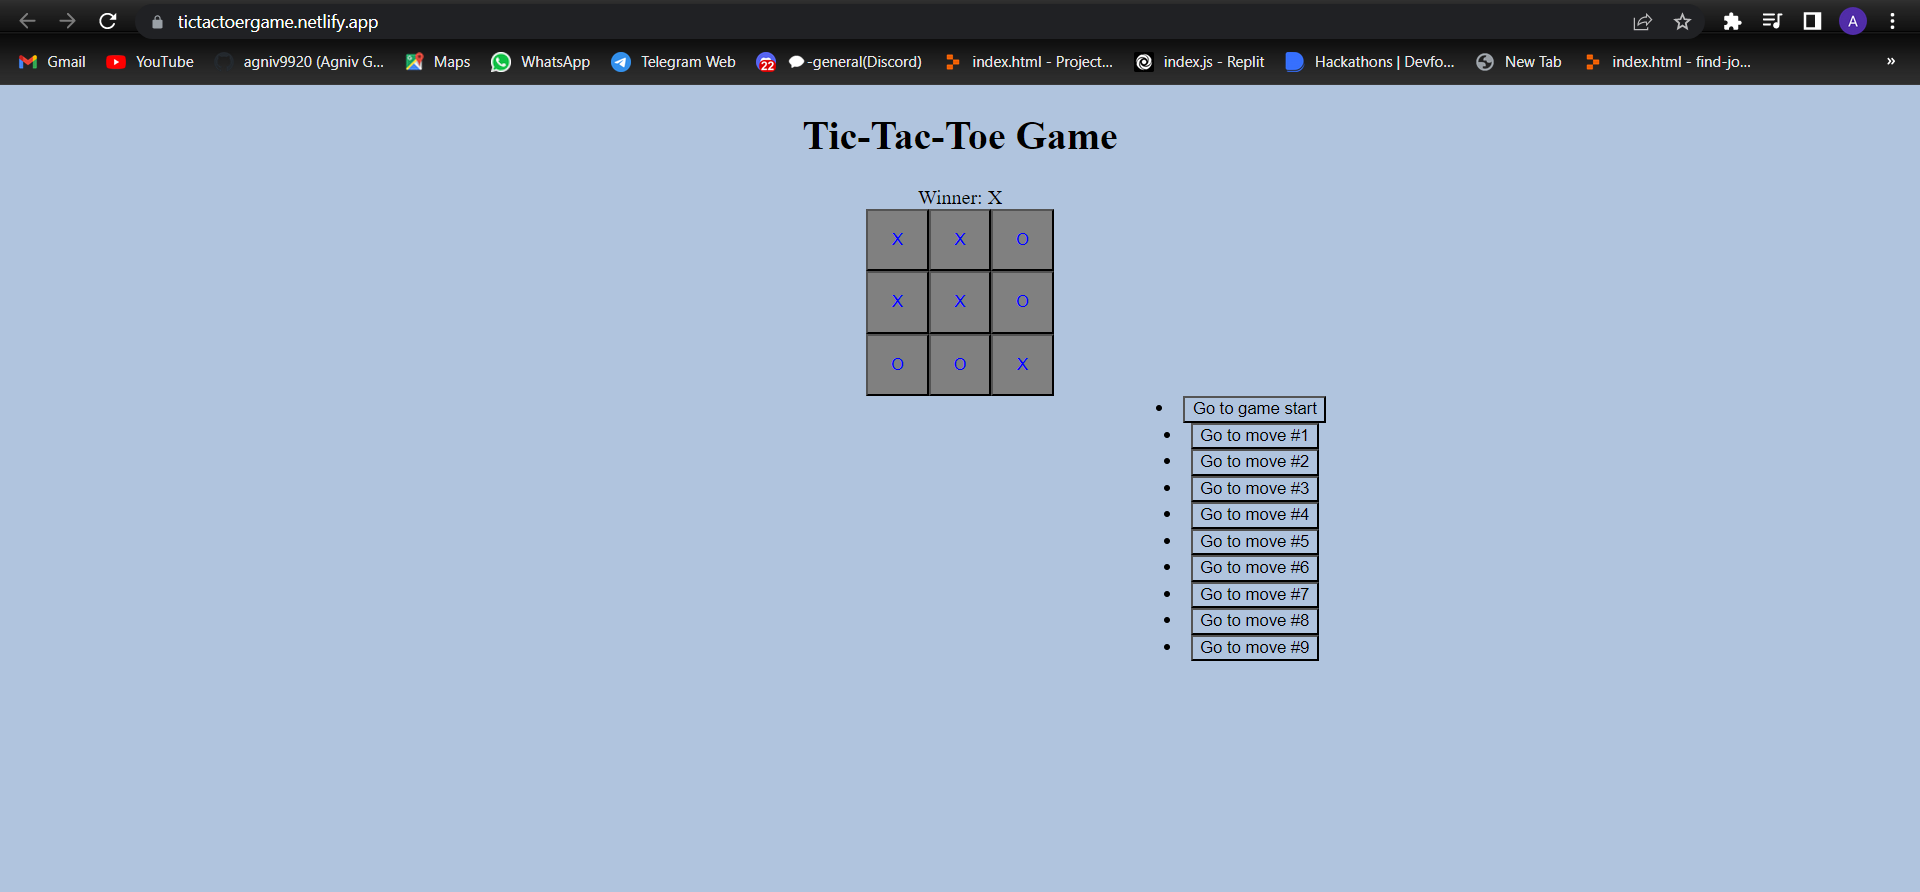 tictactoergame.netlify.app
A
Gmail YouTube agniv9920 (Agniv G... Maps WhatsApp Telegram Web 22 -general(Discord) index.html - Project... index.js - Replit Hackathons | Devfo... New Tab index.html - find-jo... »
Tic-Tac-Toe Game
Winner: X
X X O
X X O
O O X
Go to game start
Go to move #1
Go to move #2
Go to move #3
Go to move #4
Go to move #5
Go to move #6
Go to move #7
Go to move #8
Go to move #9